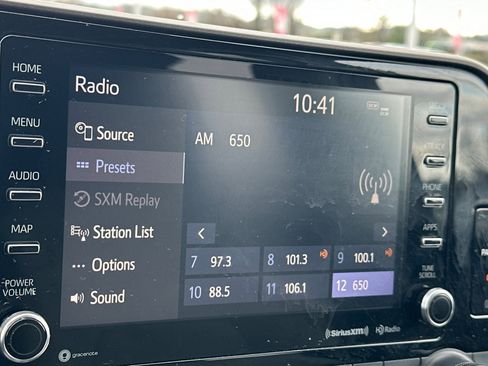 HOME
MENU
AUDIO
MAP
POWER
VOLUME
Radio
10:41
Source
Presets
SXM Replay
Station List
Options
Sound
AM 650
7 97.3
8 101.3
9 100.1
10 88.5
11 106.1
12 650
SEEK
TRACK
PHONE
APPS
TUNE
SCROLL
gracenote
SiriusXM
HD Radio